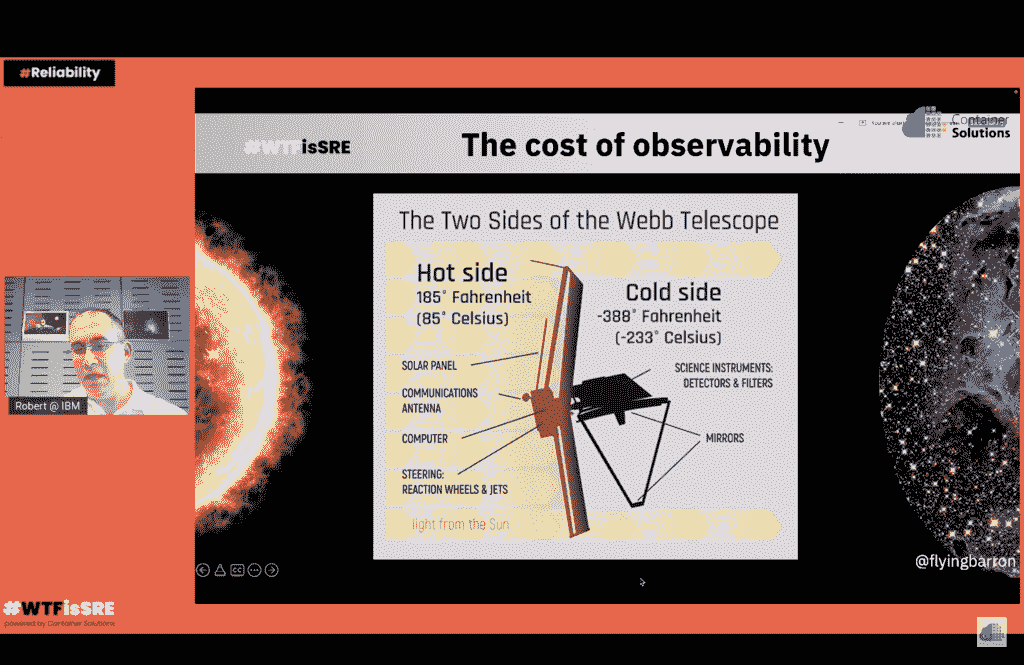 #Reliability
Container
Solutions
#WTFisSRE
The cost of observability
The Two Sides of the Webb Telescope
Hot side
185° Fahrenheit
(85° Celsius)
Cold side
-388° Fahrenheit
(-233° Celsius)
SOLAR PANEL
COMMUNICATIONS
ANTENNA
COMPUTER
STEERING:
REACTION WHEELS & JETS
SCIENCE INSTRUMENTS:
DETECTORS & FILTERS
MIRRORS
light from the Sun
Robert @ IBM
@flyingbarron
CC
#WTFisSRE
powered by Container Solutions